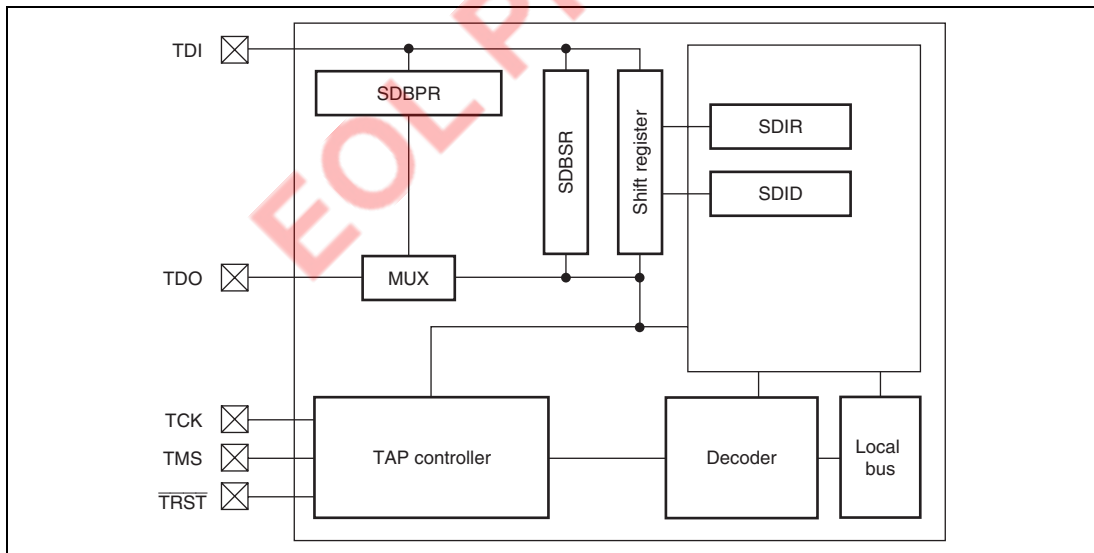 TDI
SDBPR
SDBSR
Shift register
SDIR
SDID
TDO
MUX
TCK
TMS
TRST
TAP controller
Decoder
Local
bus
EOL P